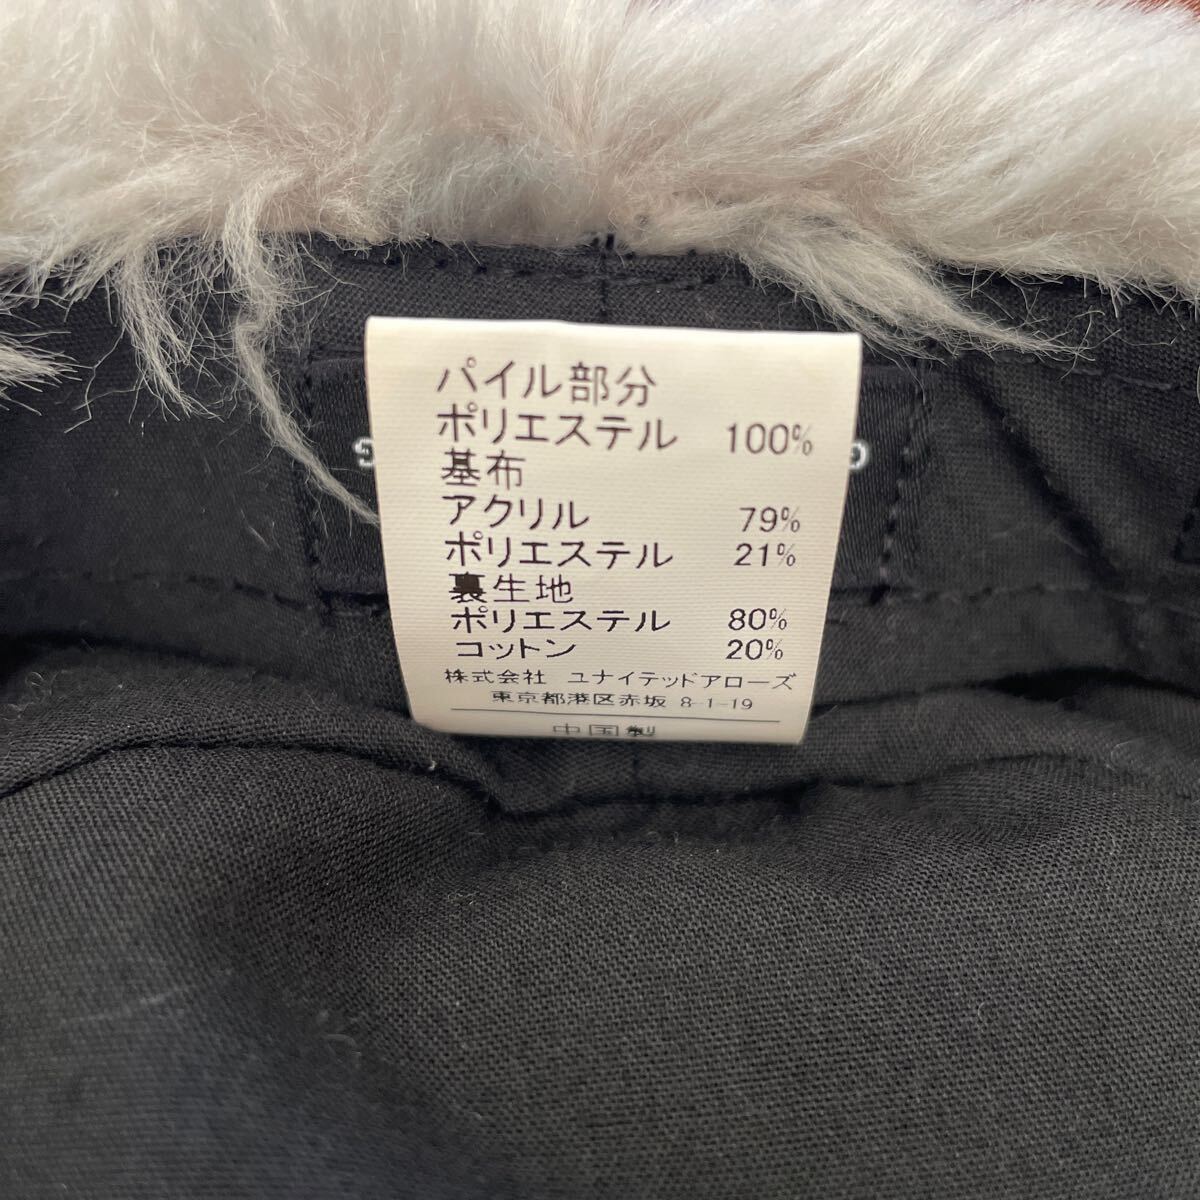 パイル部分
ポリエステル 100%
基布
アクリル 79%
ポリエステル 21%
裏生地
ポリエステル 80%
コットン 20%
株式会社 ユナイテッドアローズ
東京都港区赤坂 8-1-19
中国製